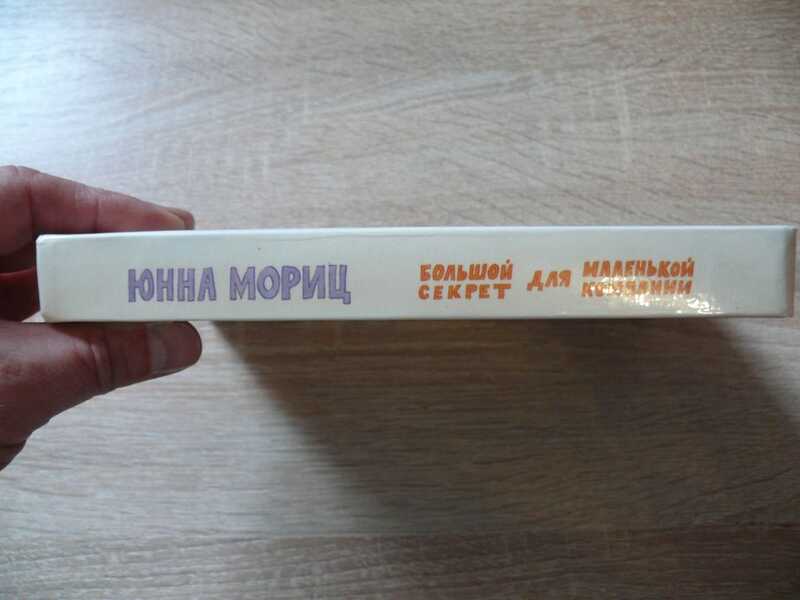 ЮННА МОРИЦ
БОЛЬШОЙ
СЕКРЕТ
ДЛЯ
МАЛЕНЬКОЙ
КОМПАНИИ